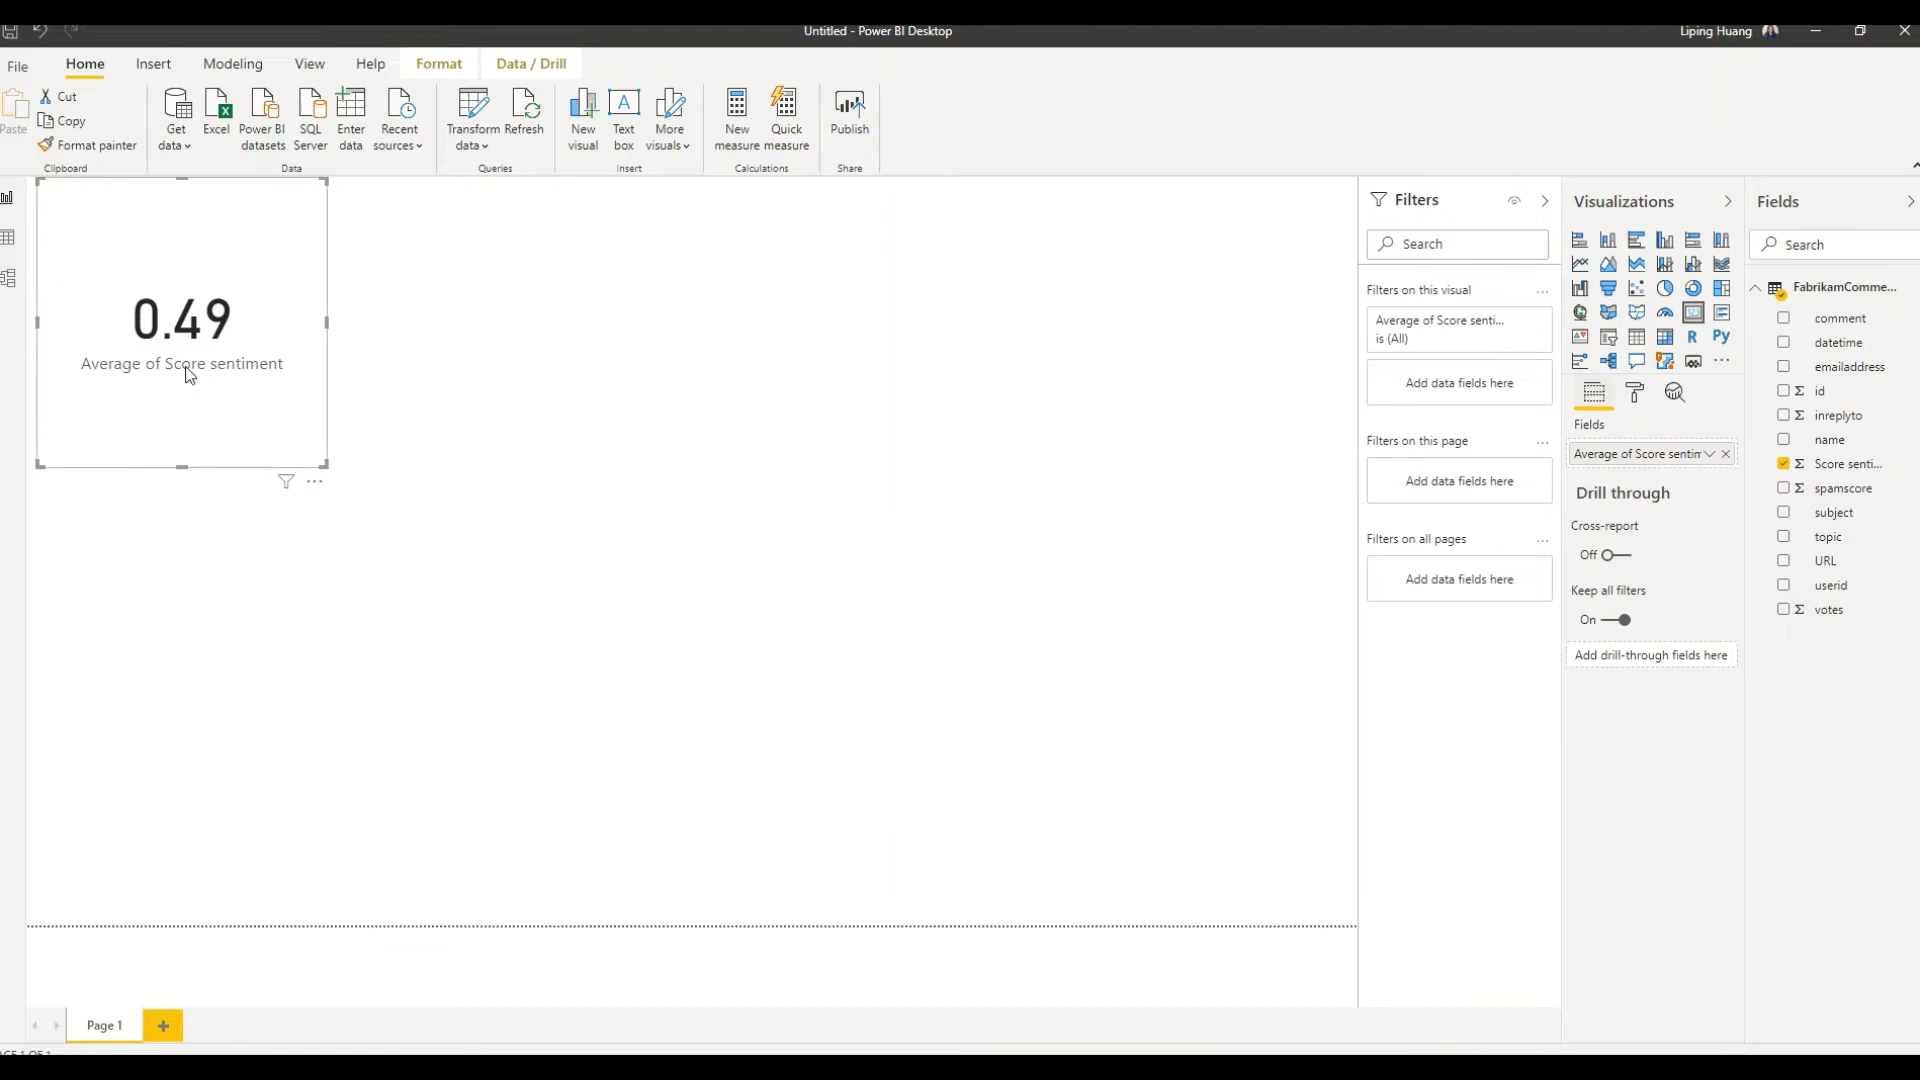 Untitled - Power BI Desktop
Liping Huang
File
Home
Insert
Modeling
View
Help
Format
Data / Drill
Paste
Cut
Copy
Format painter
Clipboard
Get data
Excel
Power BI datasets
SQL Server
Enter data
Recent sources
Data
Transform data
Refresh
Queries
New visual
Text box
More visuals
Insert
New measure
Quick measure
Calculations
Publish
Share
0.49
Average of Score sentiment
Filters
Search
Filters on this visual
Average of Score senti...
is (All)
Add data fields here
Filters on this page
Add data fields here
Filters on all pages
Add data fields here
Visualizations
R
Py
Fields
Average of Score sentin
Drill through
Cross-report
Off
Keep all filters
On
Add drill-through fields here
Fields
Search
FabrikamComme...
comment
datetime
emailaddress
Σ id
Σ inreplyto
name
Σ Score senti...
Σ spamscore
subject
topic
URL
userid
Σ votes
Page 1